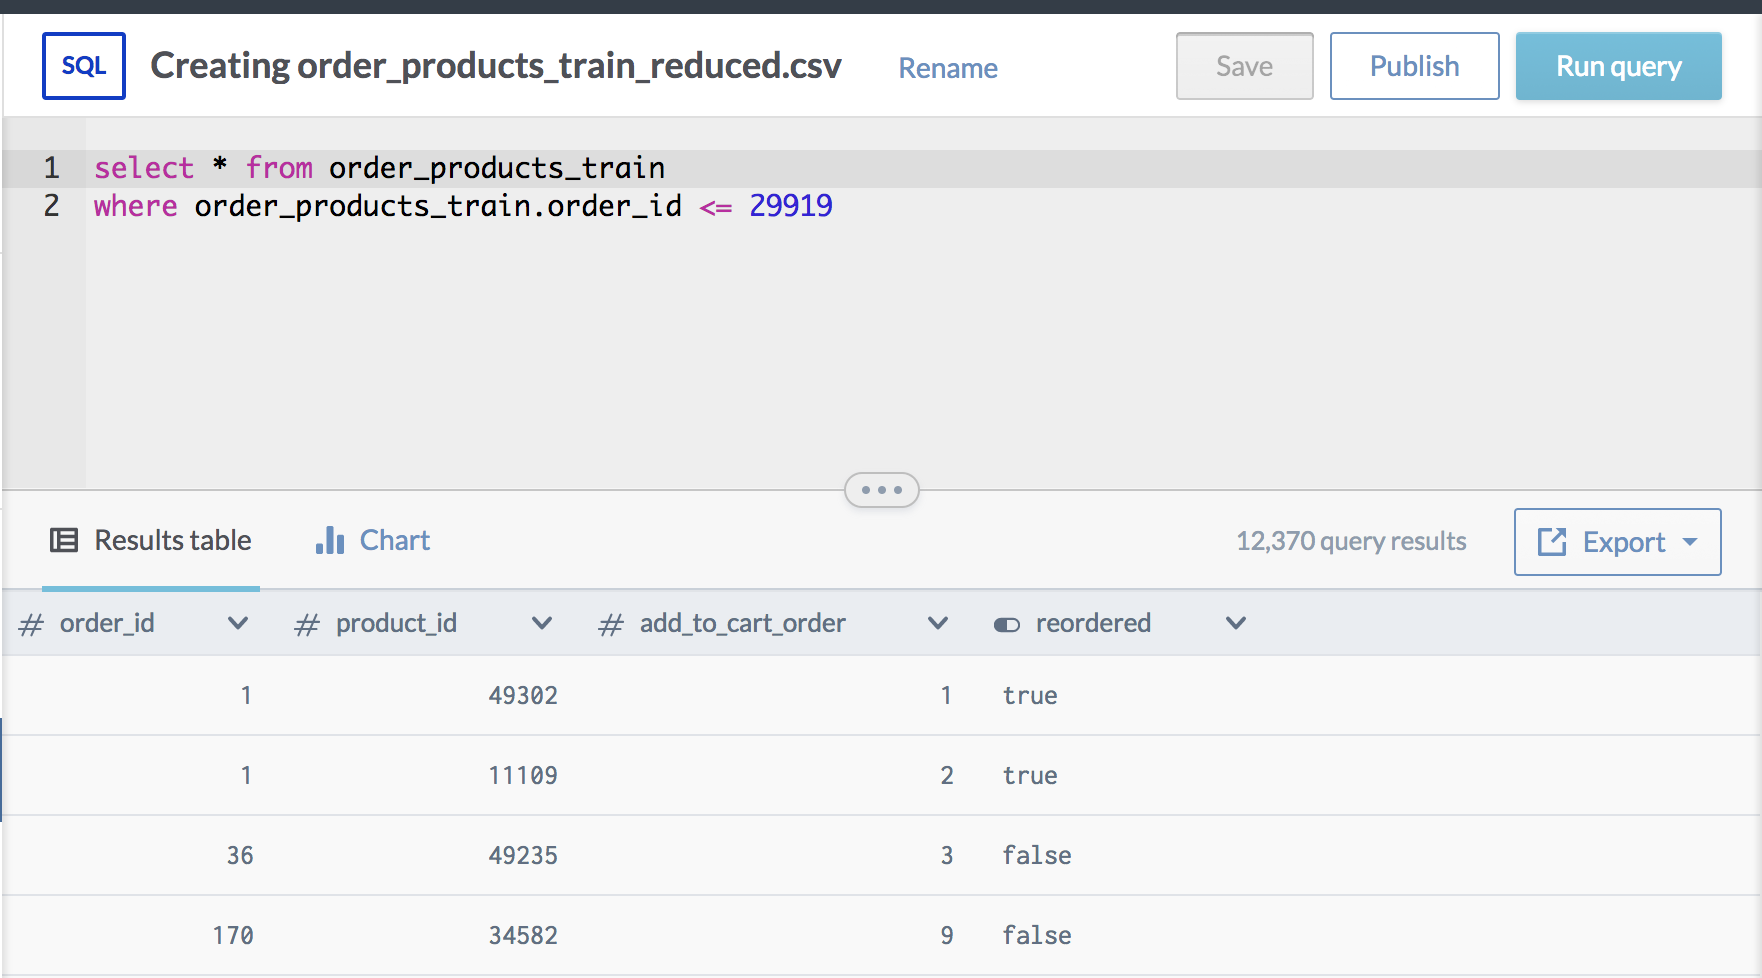 SQL Creating order_products_train_reduced.csv Rename Save Publish Run query
1 select * from order_products_train
2 where order_products_train.order_id <= 29919
Results table Chart 12,370 query results Export
# order_id # product_id # add_to_cart_order reordered
1 49302 1 true
1 11109 2 true
36 49235 3 false
170 34582 9 false